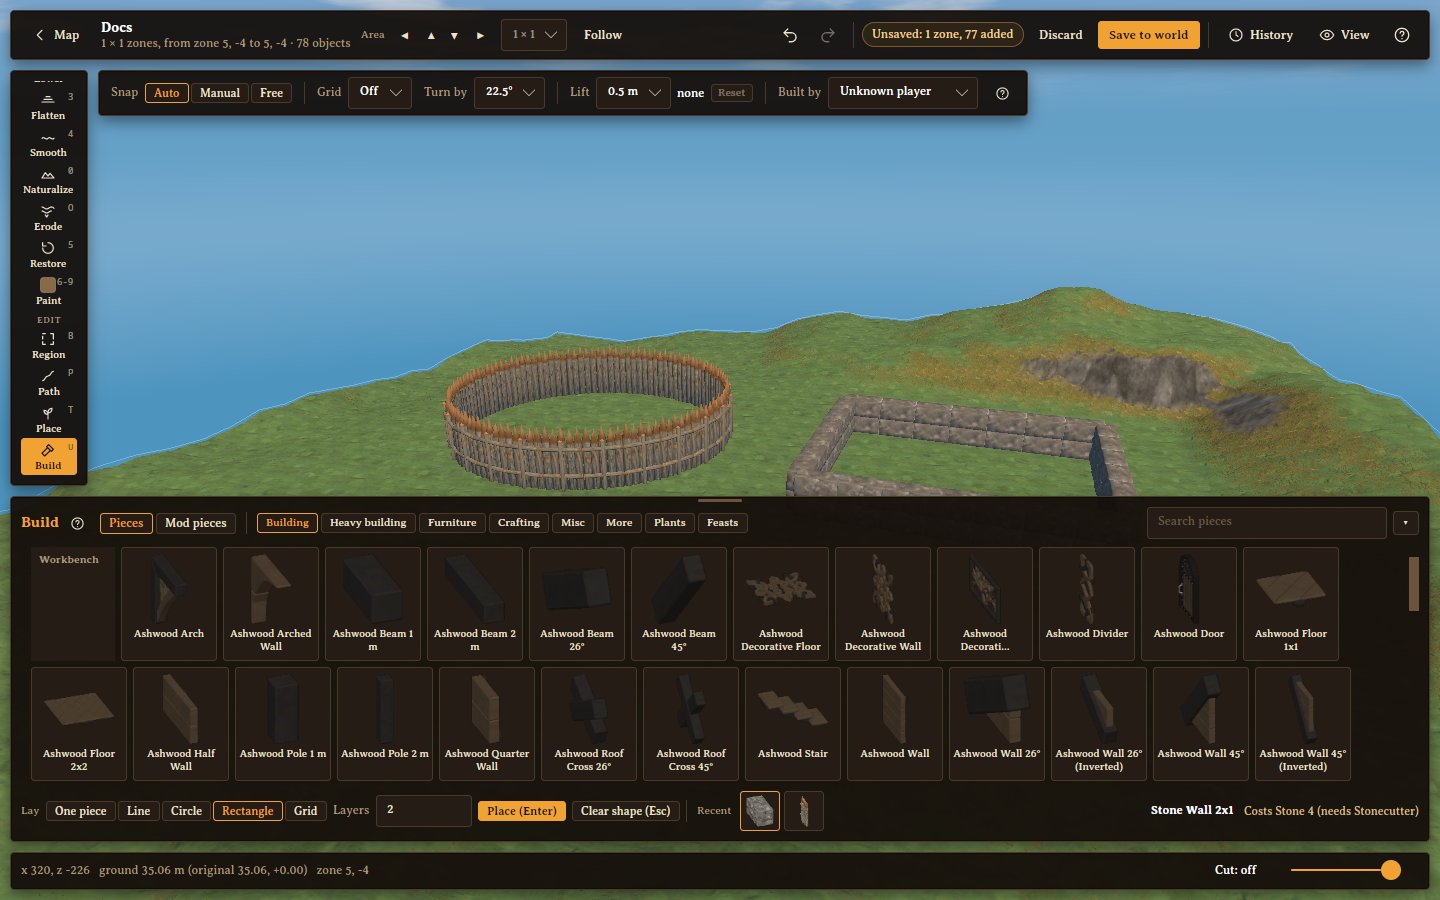 Map
Docs
1 × 1 zones, from zone 5, -4 to 5, -4 · 78 objects
Area
1 × 1
Follow
Unsaved: 1 zone, 77 added
Discard
Save to world
History
View
3
Flatten
4
Smooth
0
Naturalize
O
Erode
5
Restore
6-9
Paint
EDIT
B
Region
P
Path
T
Place
U
Build
Snap
Auto
Manual
Free
Grid
Off
Turn by
22.5°
Lift
0.5 m
none
Reset
Built by
Unknown player
Build
Pieces
Mod pieces
Building
Heavy building
Furniture
Crafting
Misc
More
Plants
Feasts
Search pieces
Workbench
Ashwood Arch
Ashwood Arched
Wall
Ashwood Beam 1
m
Ashwood Beam 2
m
Ashwood Beam
26°
Ashwood Beam
45°
Ashwood
Decorative Floor
Ashwood
Decorative Wall
Ashwood
Decorati...
Ashwood Divider
Ashwood Door
Ashwood Floor
1x1
Ashwood Floor
2x2
Ashwood Half
Wall
Ashwood Pole 1 m
Ashwood Pole 2 m
Ashwood Quarter
Wall
Ashwood Roof
Cross 26°
Ashwood Roof
Cross 45°
Ashwood Stair
Ashwood Wall
Ashwood Wall 26°
Ashwood Wall 26°
(Inverted)
Ashwood Wall 45°
Ashwood Wall 45°
(Inverted)
Lay
One piece
Line
Circle
Rectangle
Grid
Layers
2
Place (Enter)
Clear shape (Esc)
Recent
Stone Wall 2x1
Costs Stone 4 (needs Stonecutter)
x 320, z -226 ground 35.06 m (original 35.06, +0.00) zone 5, -4
Cut: off